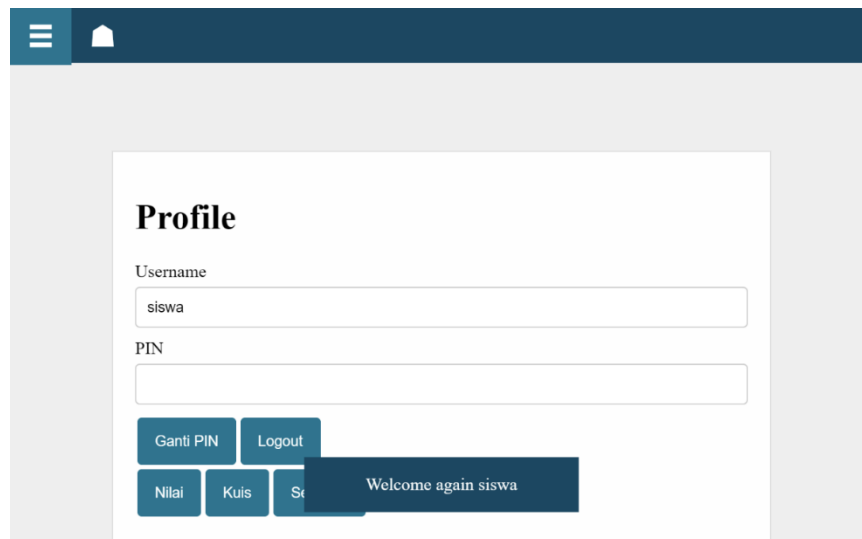 Profile
Username
siswa
PIN
Ganti PIN Logout
Nilai Kuis
Welcome again siswa